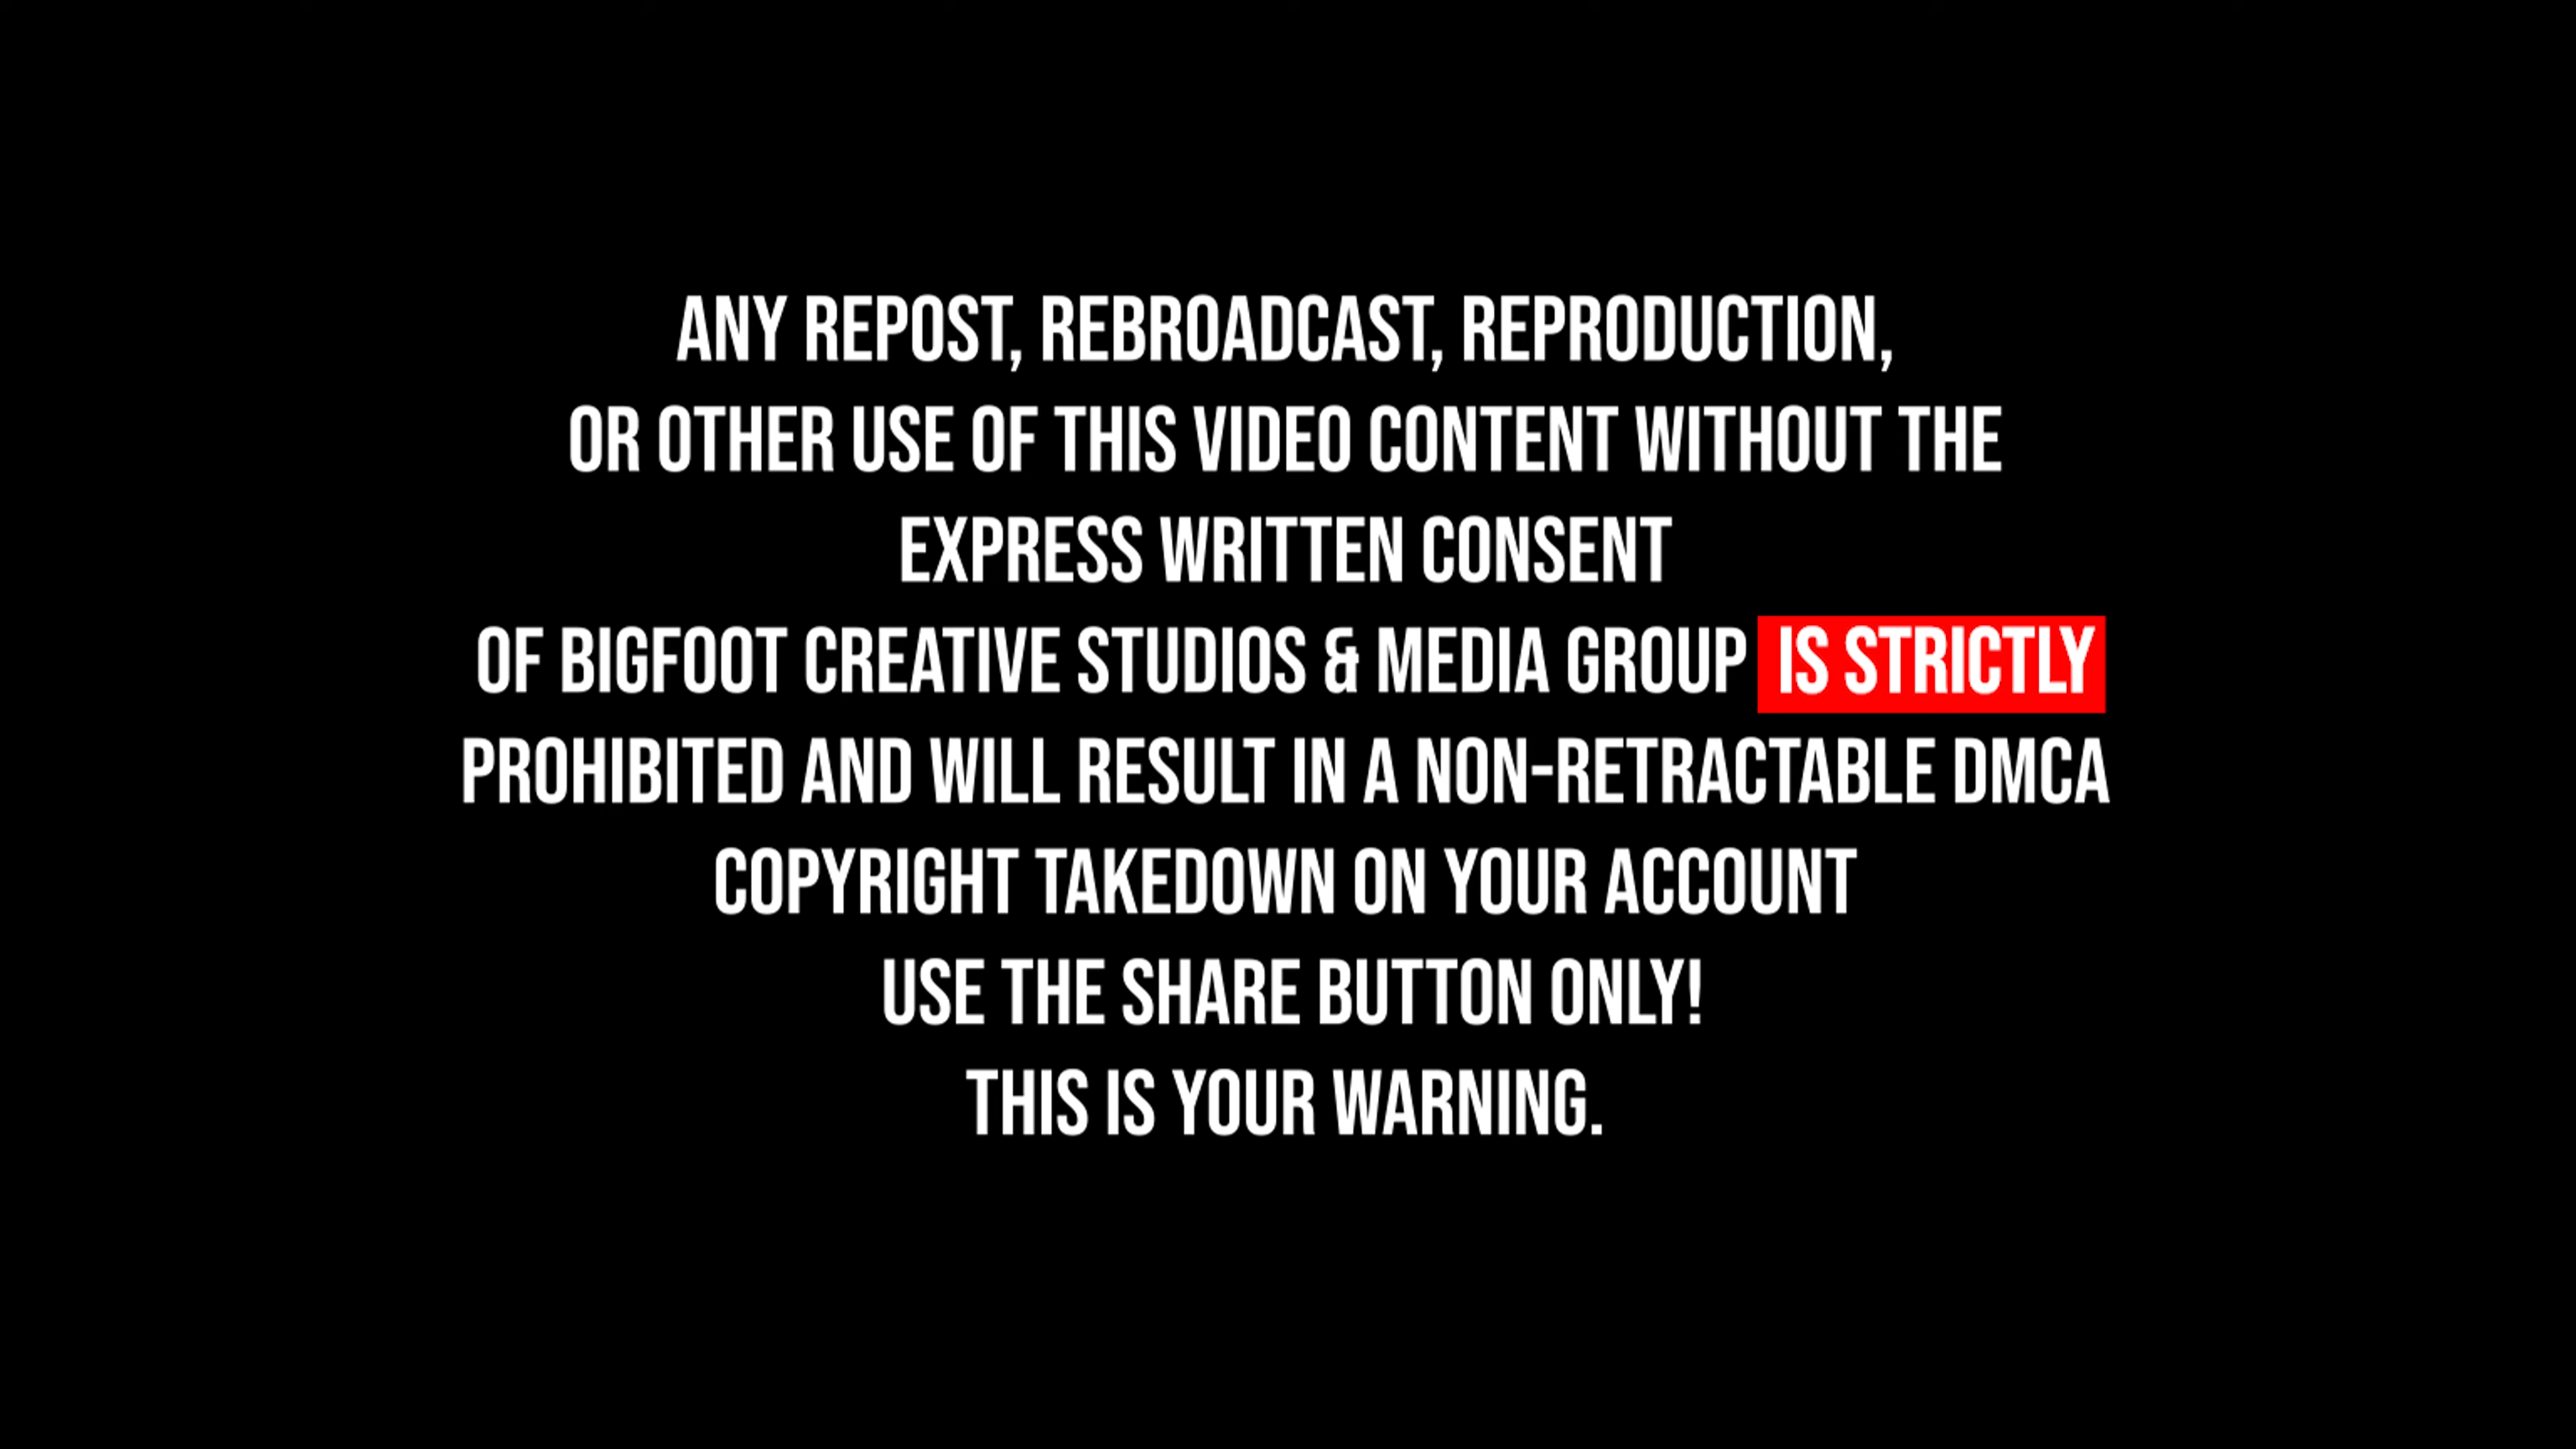 ANY REPOST, REBROADCAST, REPRODUCTION,
OR OTHER USE OF THIS VIDEO CONTENT WITHOUT THE
EXPRESS WRITTEN CONSENT
OF BIGFOOT CREATIVE STUDIOS & MEDIA GROUP IS STRICTLY
PROHIBITED AND WILL RESULT IN A NON-RETRACTABLE DMCA
COPYRIGHT TAKEDOWN ON YOUR ACCOUNT
USE THE SHARE BUTTON ONLY!
THIS IS YOUR WARNING.